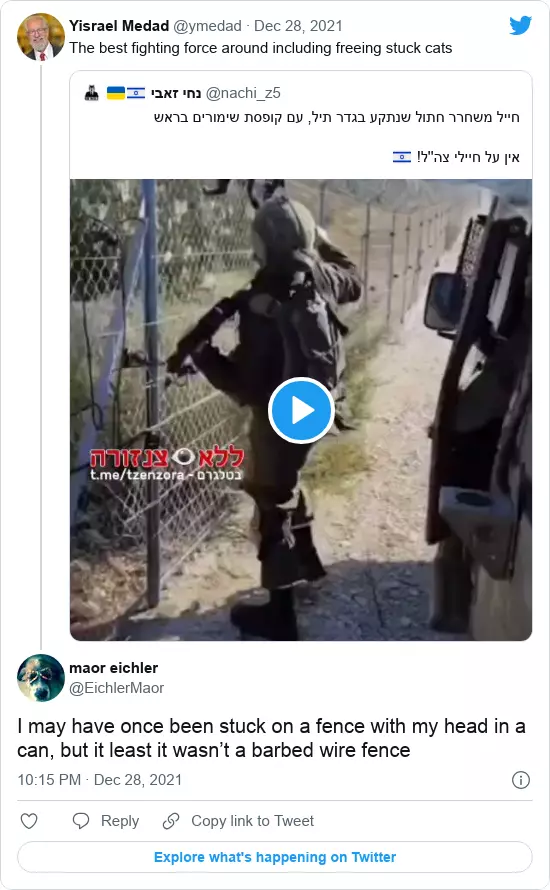 Yisrael Medad @ymedad · Dec 28, 2021
The best fighting force around including freeing stuck cats
נחי זאבי @nachi_z5
חייל משחרר חתול שנתקע בגדר תיל, עם קופסת שימורים בראש
אין על חיילי צה"ל!
ללא צנזורה
t.me/tzenzora - בטלגרם
maor eichler
@EichlerMaor
I may have once been stuck on a fence with my head in a
can, but it least it wasn’t a barbed wire fence
10:15 PM · Dec 28, 2021
Reply Copy link to Tweet
Explore what's happening on Twitter